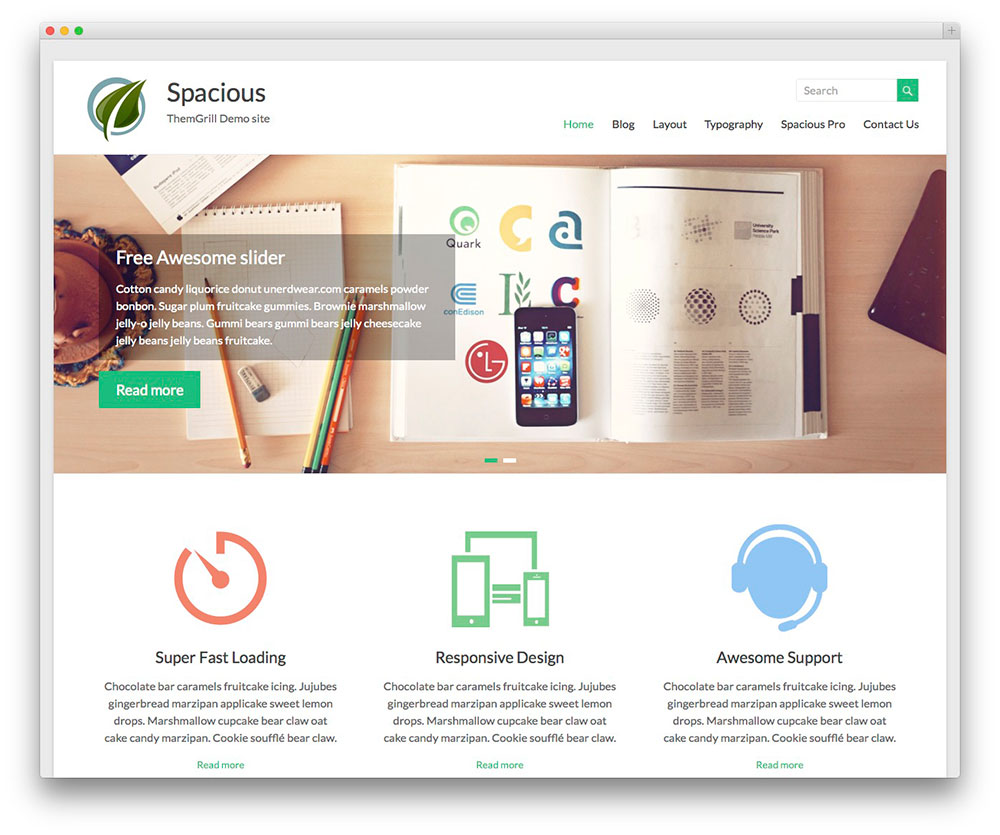 Spacious
ThemGrill Demo site
Search
Home Blog Layout Typography Spacious Pro Contact Us
Quark
University
Science Park
conEdison
LG
Free Awesome slider
Cotton candy liquorice donut unerdwear.com caramels powder
bonbon. Sugar plum fruitcake gummies. Brownie marshmallow
jelly-o jelly beans. Gummi bears gummi bears jelly cheesecake
jelly beans jelly beans fruitcake.
Read more
Super Fast Loading
Chocolate bar caramels fruitcake icing. Jujubes
gingerbread marzipan applicake sweet lemon
drops. Marshmallow cupcake bear claw oat
cake candy marzipan. Cookie soufflé bear claw.
Read more
Responsive Design
Chocolate bar caramels fruitcake icing. Jujubes
gingerbread marzipan applicake sweet lemon
drops. Marshmallow cupcake bear claw oat
cake candy marzipan. Cookie soufflé bear claw.
Read more
Awesome Support
Chocolate bar caramels fruitcake icing. Jujubes
gingerbread marzipan applicake sweet lemon
drops. Marshmallow cupcake bear claw oat
cake candy marzipan. Cookie soufflé bear claw.
Read more